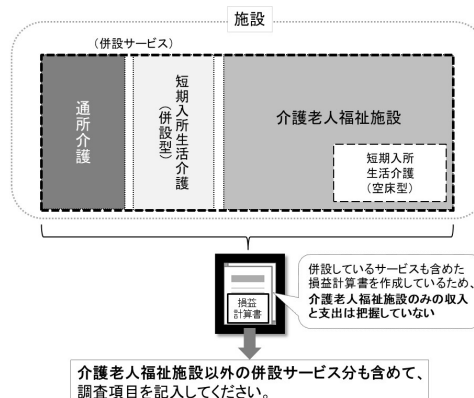 施設
（併設サービス）
通所介護
短期入所生活介護
（併設型）
介護老人福祉施設
短期入所
生活介護
（空床型）
損益
計算書
併設しているサービスも含めた
損益計算書を作成しているため、
介護老人福祉施設のみの収入
と支出は把握していない
介護老人福祉施設以外の併設サービス分も含めて、
調査項目を記入してください。